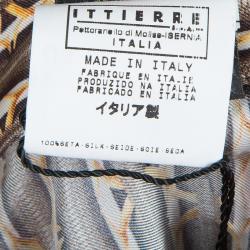 ITTIERRE
S.p.A.
Pettoranello di Molise-ISERNIA
ITALIA
MADE IN ITALY
FABRIQUE EN ITALIE
PRODUZIDO NA ITALIA
FABRICADO EN ITALIA
イタリア製
100%SETA-SILK-SEIDE-SOIE-SEDA